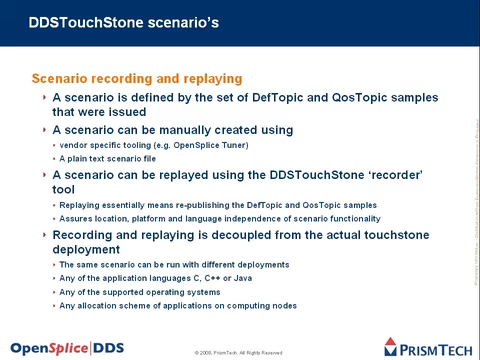 DDSTouchStone scenario's
Scenario recording and replaying
A scenario is defined by the set of DefTopic and QosTopic samples
that were issued
A scenario can be manually created using
vendor specific tooling (e.g. OpenSplice Tuner)
A plain text scenario file
A scenario can be replayed using the DDSTouchStone 'recorder'
tool
Replaying essentially means re-publishing the DefTopic and QosTopic samples
Assures location, platform and language independence of scenario functionality
Recording and replaying is decoupled from the actual touchstone
deployment
The same scenario can be run with different deployments
Any of the application languages C, C++ or Java
Any of the supported operating systems
Any allocation scheme of applications on computing nodes
OpenSplice|DDS
© 2008, PrismTech. All Rights Reserved
PRISMTECH